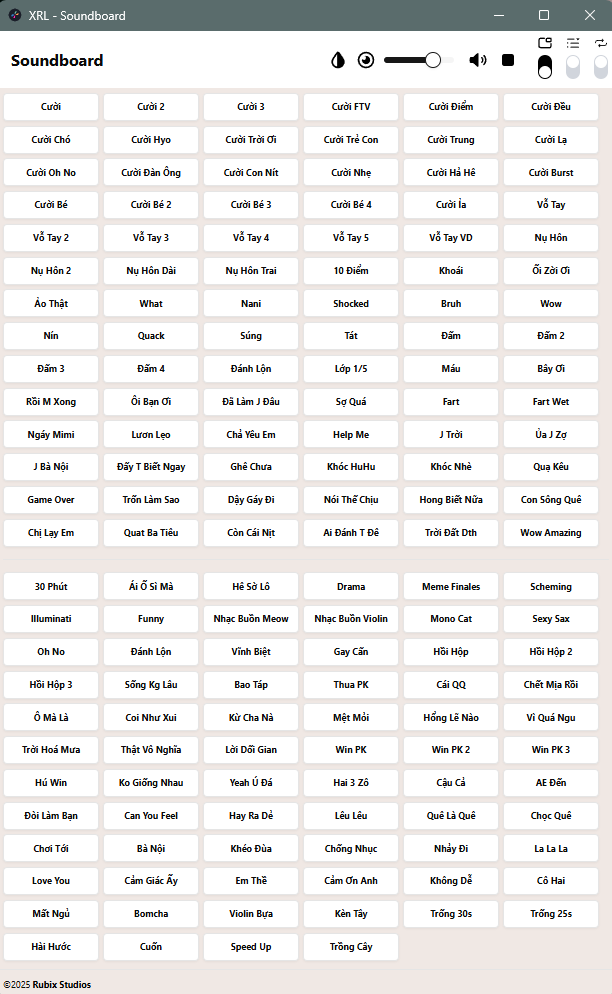 XRL - Soundboard
Soundboard
Cười Cười 2 Cười 3 Cười FTV Cười Điểm Cười Đều
Cười Chó Cười Hyo Cười Trời Ơi Cười Trẻ Con Cười Trung Cười Lạ
Cười Oh No Cười Đàn Ông Cười Con Nít Cười Nhẹ Cười Hả Hê Cười Burst
Cười Bé Cười Bé 2 Cười Bé 3 Cười Bé 4 Cười Ỉa Vỗ Tay
Vỗ Tay 2 Vỗ Tay 3 Vỗ Tay 4 Vỗ Tay 5 Vỗ Tay VD Nụ Hôn
Nụ Hôn 2 Nụ Hôn Dài Nụ Hôn Trai 10 Điểm Khoái Ối Zời Ơi
Ảo Thật What Nani Shocked Bruh Wow
Nín Quack Súng Tát Đấm Đấm 2
Đấm 3 Đấm 4 Đánh Lộn Lớp 1/5 Máu Bây Ơi
Rồi M Xong Ôi Bạn Ơi Đã Làm J Đâu Sợ Quá Fart Fart Wet
Ngáy Mimi Lươn Lẹo Chả Yêu Em Help Me J Trời Ủa J Zợ
J Bà Nội Đấy T Biết Ngay Ghê Chưa Khóc HuHu Khóc Nhè Quạ Kêu
Game Over Trốn Làm Sao Dậy Gáy Đi Nói Thế Chịu Hong Biết Nữa Con Sông Quê
Chị Lạy Em Quat Ba Tiêu Còn Cái Nịt Ai Đánh T Đê Trời Đất Dth Wow Amazing
30 Phút Ái Ố Sì Mà Hê Sờ Lô Drama Meme Finales Scheming
Illuminati Funny Nhạc Buồn Meow Nhạc Buồn Violin Mono Cat Sexy Sax
Oh No Đánh Lộn Vĩnh Biệt Gay Cấn Hồi Hộp Hồi Hộp 2
Hồi Hộp 3 Sống Kg Lâu Bao Táp Thua PK Cái QQ Chết Mịa Rồi
Ô Mà Là Coi Như Xui Kử Cha Nà Mệt Mỏi Hổng Lẽ Nào Vì Quá Ngu
Trời Hoá Mưa Thật Vô Nghĩa Lời Dối Gian Win PK Win PK 2 Win PK 3
Hú Win Ko Giống Nhau Yeah Ú Đá Hai 3 Zô Cậu Cả AE Đến
Đòi Làm Bạn Can You Feel Hay Ra Dẻ Lêu Lêu Quê Là Quê Chọc Quê
Chơi Tới Bà Nội Khéo Đùa Chống Nhục Nhảy Đi La La La
Love You Cảm Giác Ấy Em Thề Cảm Ơn Anh Không Dễ Cô Hai
Mất Ngủ Bomcha Violin Bựa Kèn Tây Trống 30s Trống 25s
Hài Hước Cuốn Speed Up Trồng Cây
©2025 Rubix Studios